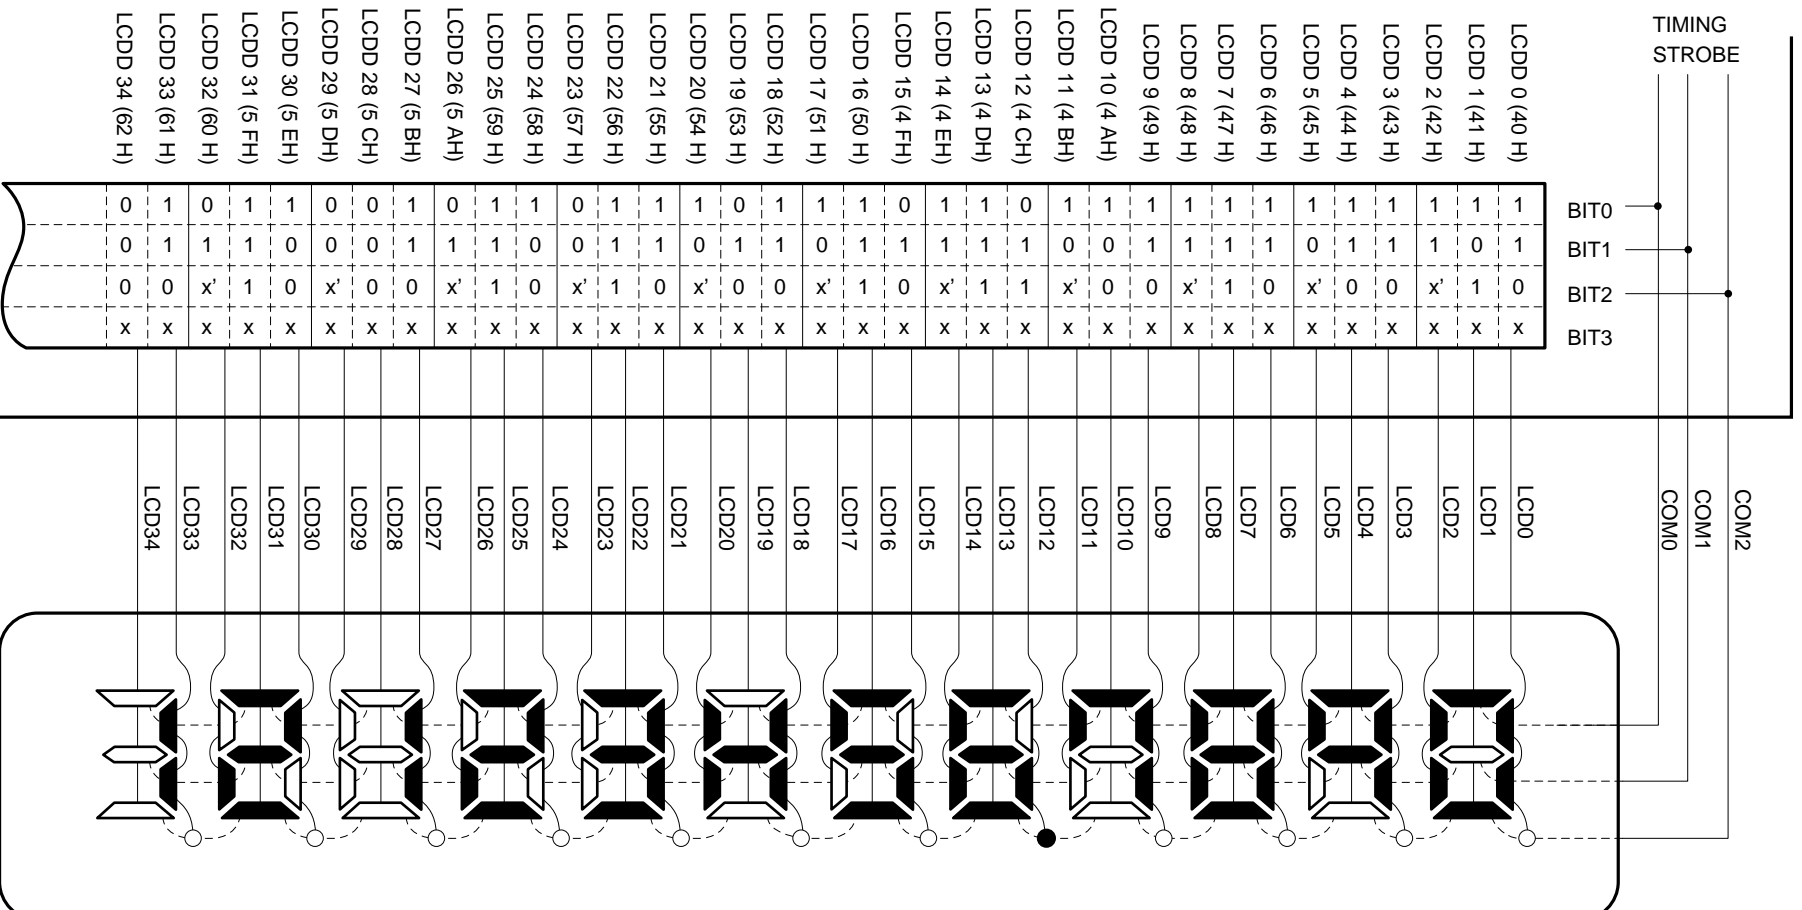 TIMING
STROBE
LCDD 34 (62 H)
LCDD 33 (61 H)
LCDD 32 (60 H)
LCDD 31 (5 FH)
LCDD 30 (5 EH)
LCDD 29 (5 DH)
LCDD 28 (5 CH)
LCDD 27 (5 BH)
LCDD 26 (5 AH)
LCDD 25 (59 H)
LCDD 24 (58 H)
LCDD 23 (57 H)
LCDD 22 (56 H)
LCDD 21 (55 H)
LCDD 20 (54 H)
LCDD 19 (53 H)
LCDD 18 (52 H)
LCDD 17 (51 H)
LCDD 16 (50 H)
LCDD 15 (4 FH)
LCDD 14 (4 EH)
LCDD 13 (4 DH)
LCDD 12 (4 CH)
LCDD 11 (4 BH)
LCDD 10 (4 AH)
LCDD 9 (49 H)
LCDD 8 (48 H)
LCDD 7 (47 H)
LCDD 6 (46 H)
LCDD 5 (45 H)
LCDD 4 (44 H)
LCDD 3 (43 H)
LCDD 2 (42 H)
LCDD 1 (41 H)
LCDD 0 (40 H)
0 1 0 1 1 0 0 1 0 1 1 0 1 1 1 0 1 1 1 0 1 1 0 1 1 1 1 1 1 1 1 1 1 1 1 BIT0
0 1 1 1 0 0 0 1 1 1 0 0 1 1 0 1 1 0 1 1 1 1 1 0 0 1 1 1 1 0 1 1 1 0 1 BIT1
0 0 x’ 1 0 x’ 0 0 x’ 1 0 x’ 1 0 x’ 0 0 x’ 1 0 x’ 1 1 x’ 0 0 x’ 1 0 x’ 0 0 x’ 1 0 BIT2
x x x x x x x x x x x x x x x x x x x x x x x x x x x x x x x x x x x BIT3
LCD34
LCD33
LCD32
LCD31
LCD30
LCD29
LCD28
LCD27
LCD26
LCD25
LCD24
LCD23
LCD22
LCD21
LCD20
LCD19
LCD18
LCD17
LCD16
LCD15
LCD14
LCD13
LCD12
LCD11
LCD10
LCD9
LCD8
LCD7
LCD6
LCD5
LCD4
LCD3
LCD2
LCD1
LCD0
COM0
COM1
COM2